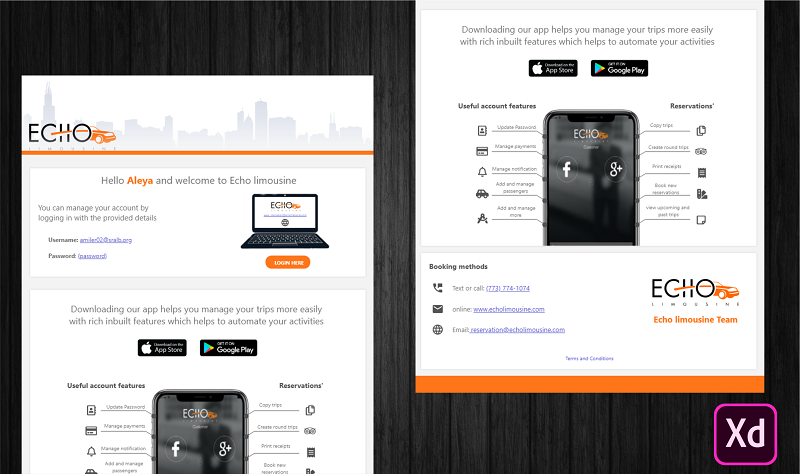 ECHO
LIMOUSINE
Hello Aleya and welcome to Echo limousine
You can manage your account by
logging in with the provided details
Username: amiler02@sralb.org
Password: (password)
ECHO
LOGIN HERE
Downloading our app helps you manage your trips more easily
with rich inbuilt features which helps to automate your activities
Download on the
App Store
GET IT ON
Google Play
Useful account features
Reservations'
Update Password
Manage payments
Manage notification
Add and manage
passengers
ECHO
Customer
f
g+
Copy trips
Create round trips
Print receipts
Book new
reservations
Downloading our app helps you manage your trips more easily
with rich inbuilt features which helps to automate your activities
Download on the
App Store
GET IT ON
Google Play
Useful account features
Reservations'
Update Password
Manage payments
Manage notification
Add and manage
passengers
Add and manage
more
ECHO
Customer
f
g+
Copy trips
Create round trips
Print receipts
Book new
reservations
view upcoming and
past trips
Booking methods
Text or call: (773) 774-1074
online: www.echolimousine.com
Email: reservation@echolimousine.com
ECHO
LIMOUSINE
Echo limousine Team
Terms and Conditions
Xd